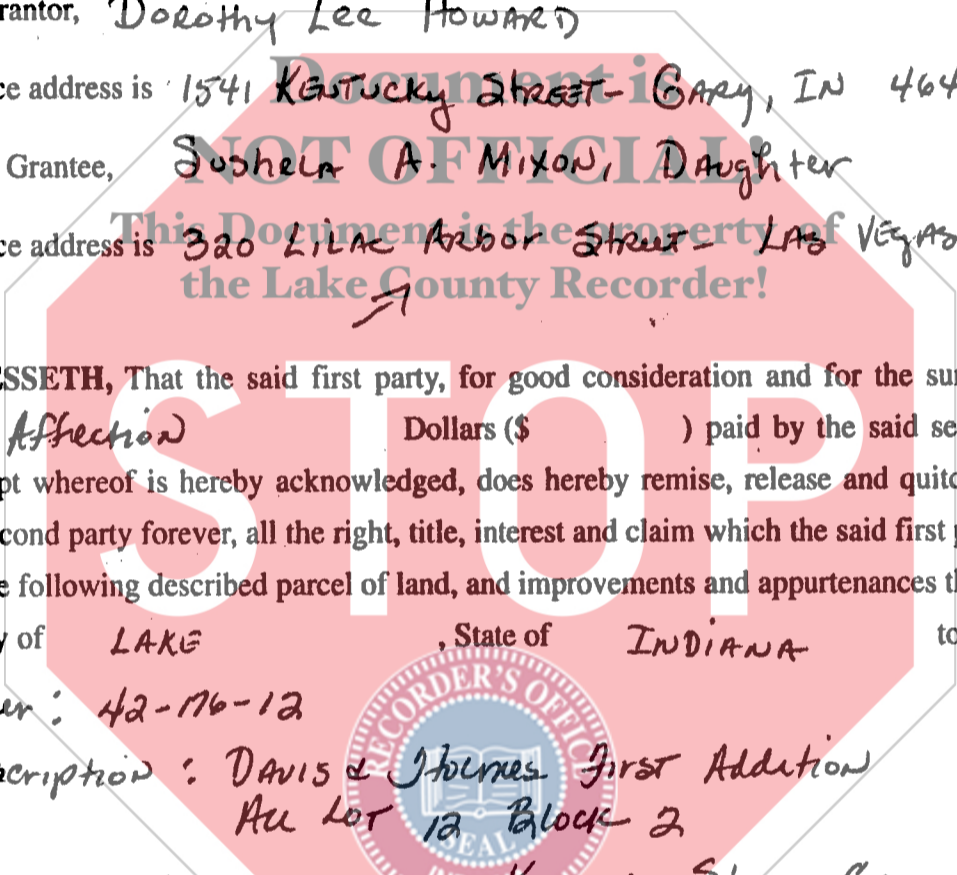 rantor, Dorothy Lee Howard
ce address is 1541 Kentucky Street- Gary, IN 464
Document is
NOT OFFICIAL!
Grantee, Sushela A. Mixon, Daughter
This Document is the property of
ce address is 320 Lilac Arbor Street- Las Vegas
the Lake County Recorder!
ESSETH, That the said first party, for good consideration and for the su
Affection Dollars ($ ) paid by the said se
pt whereof is hereby acknowledged, does hereby remise, release and quitc
cond party forever, all the right, title, interest and claim which the said first
e following described parcel of land, and improvements and appurtenances t
STOP
y of LAKE , State of INDIANA to
er: 42-176-12
RECORDER'S OFFICE
cription : Davis & Holmes First Addition
All Lot 12 Block 2
SEAL